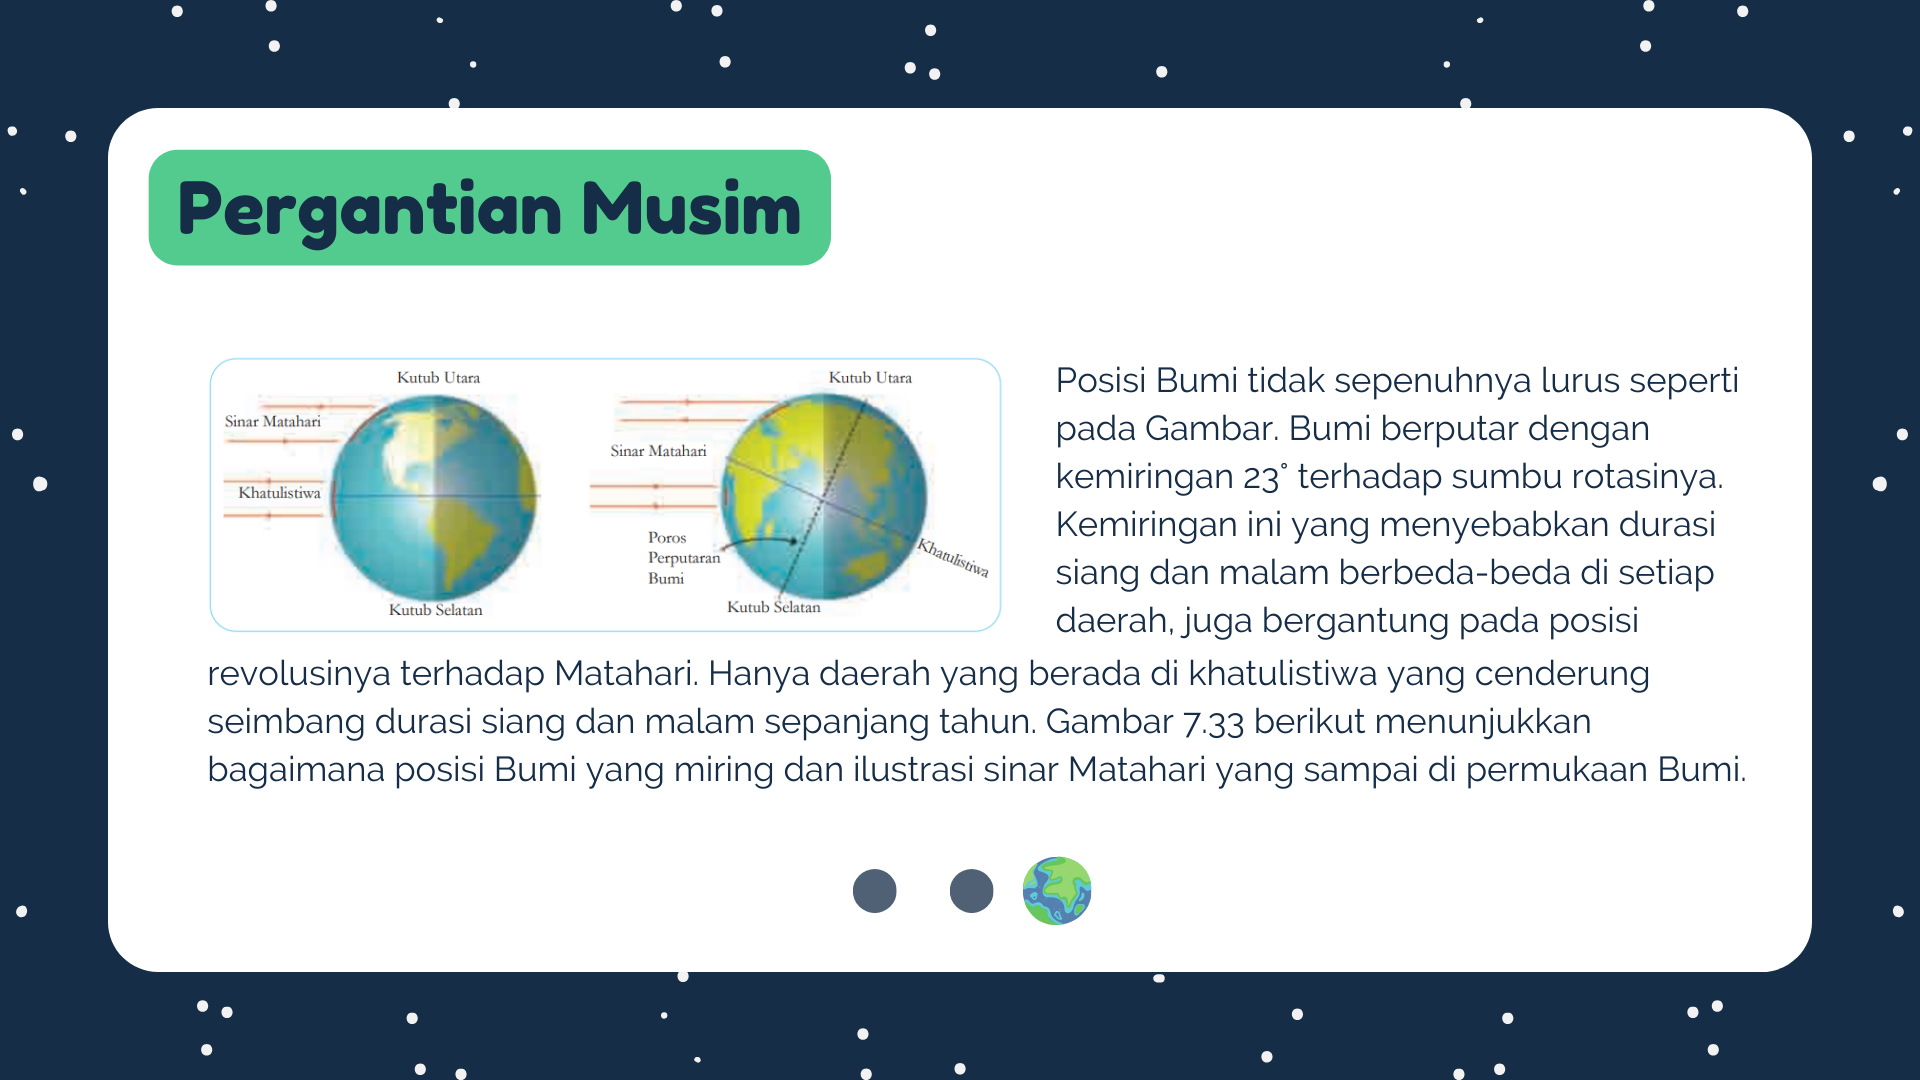 Pergantian Musim
Kutub Utara
Sinar Matahari
Khatulistiwa
Kutub Selatan
Kutub Utara
Sinar Matahari
Poros
Perputaran
Bumi
Khatulistiwa
Kutub Selatan
Posisi Bumi tidak sepenuhnya lurus seperti
pada Gambar. Bumi berputar dengan
kemiringan 23° terhadap sumbu rotasinya.
Kemiringan ini yang menyebabkan durasi
siang dan malam berbeda-beda di setiap
daerah, juga bergantung pada posisi
revolusinya terhadap Matahari. Hanya daerah yang berada di khatulistiwa yang cenderung
seimbang durasi siang dan malam sepanjang tahun. Gambar 7.33 berikut menunjukkan
bagaimana posisi Bumi yang miring dan ilustrasi sinar Matahari yang sampai di permukaan Bumi.